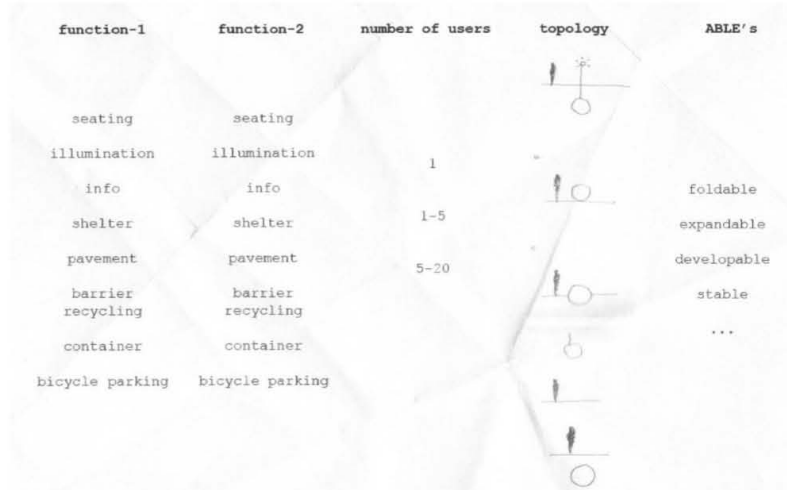 function-1 function-2 number of users topology ABLE's
seating seating
illumination illumination
1
info info foldable
1-5
shelter shelter expandable
pavement pavement developable
5-20
barrier barrier stable
recycling recycling
...
container container
bicycle parking bicycle parking